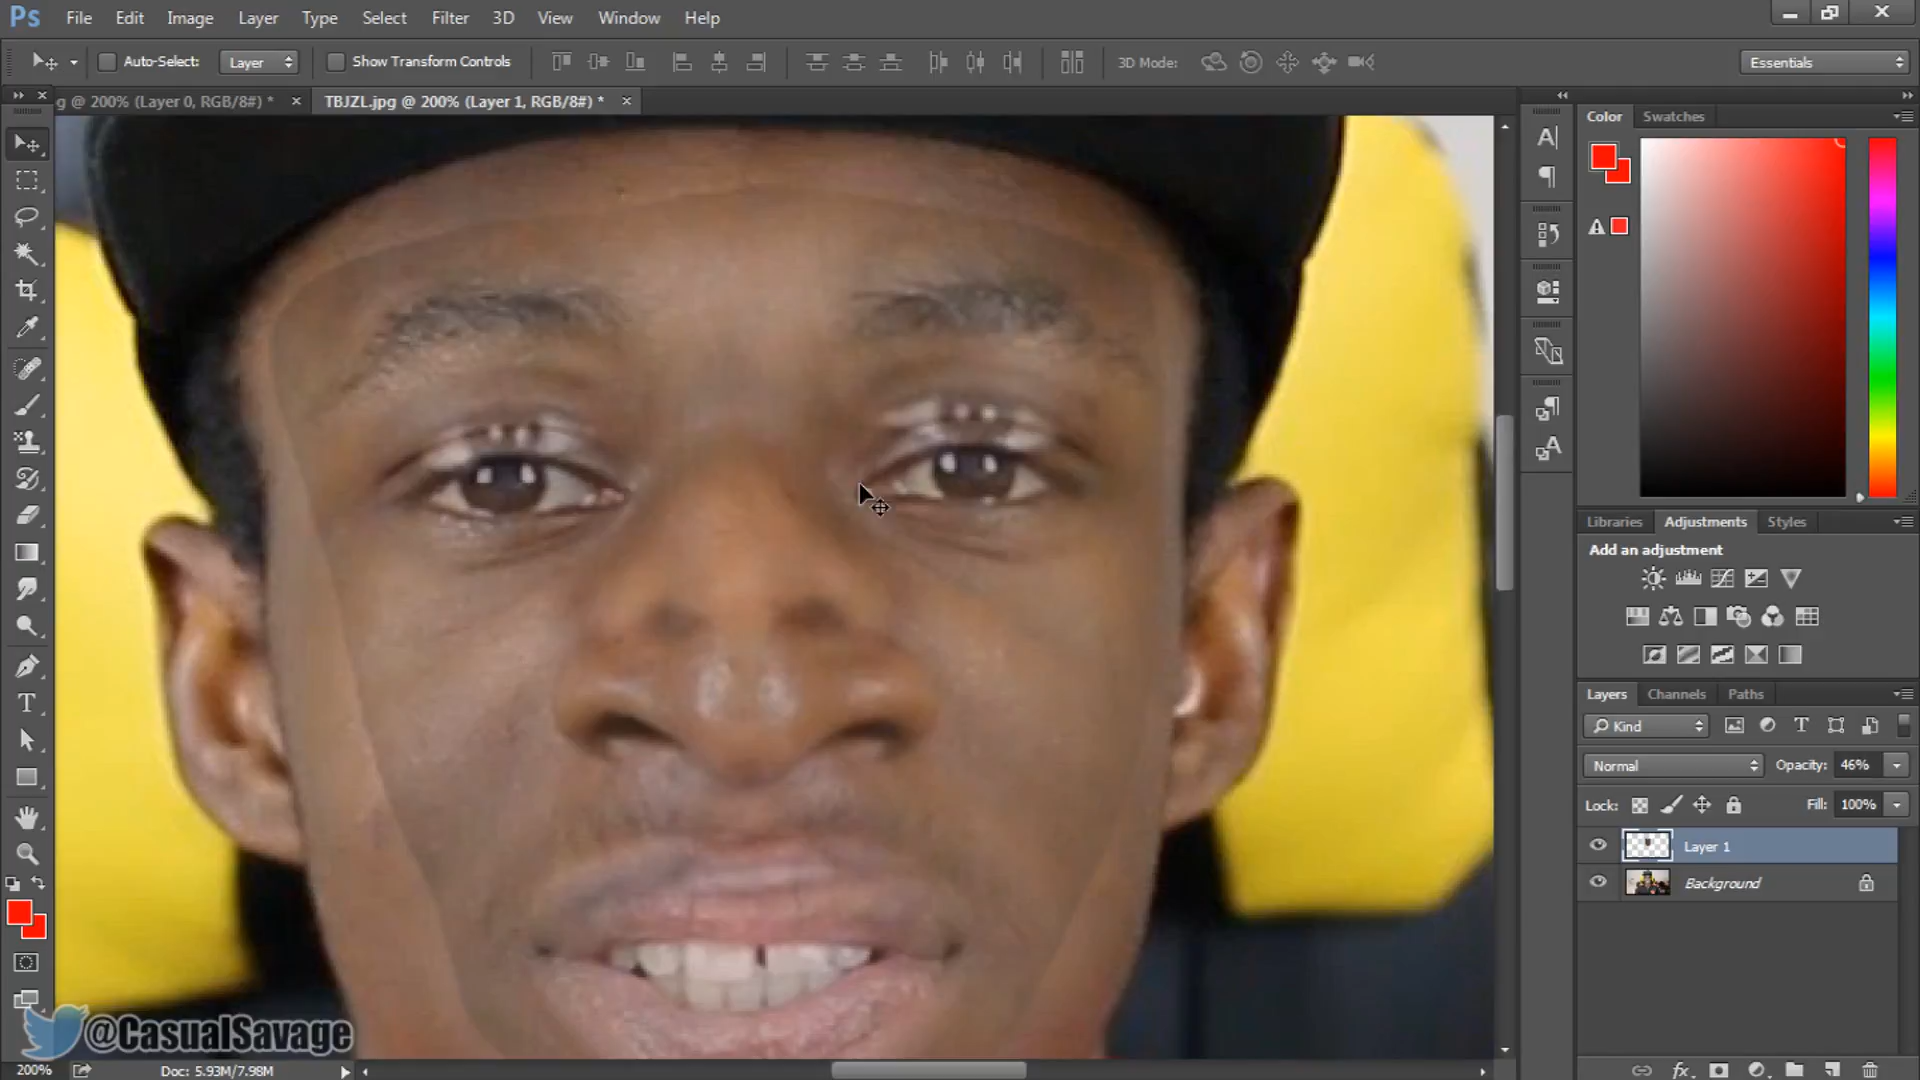 Ps File Edit Image Layer Type Select Filter 3D View Window Help
Auto-Select: Layer Show Transform Controls 3D Mode: Essentials
g @ 200% (Layer 0, RGB/8#) * × TBJZL.jpg @ 200% (Layer 1, RGB/8#) * ×
Color Swatches
Libraries Adjustments Styles
Add an adjustment
Layers Channels Paths
Kind
Normal Opacity: 46%
Lock: Fill: 100%
Layer 1
Background
@CasualSavage
200% Doc: 5.93M/7.98M